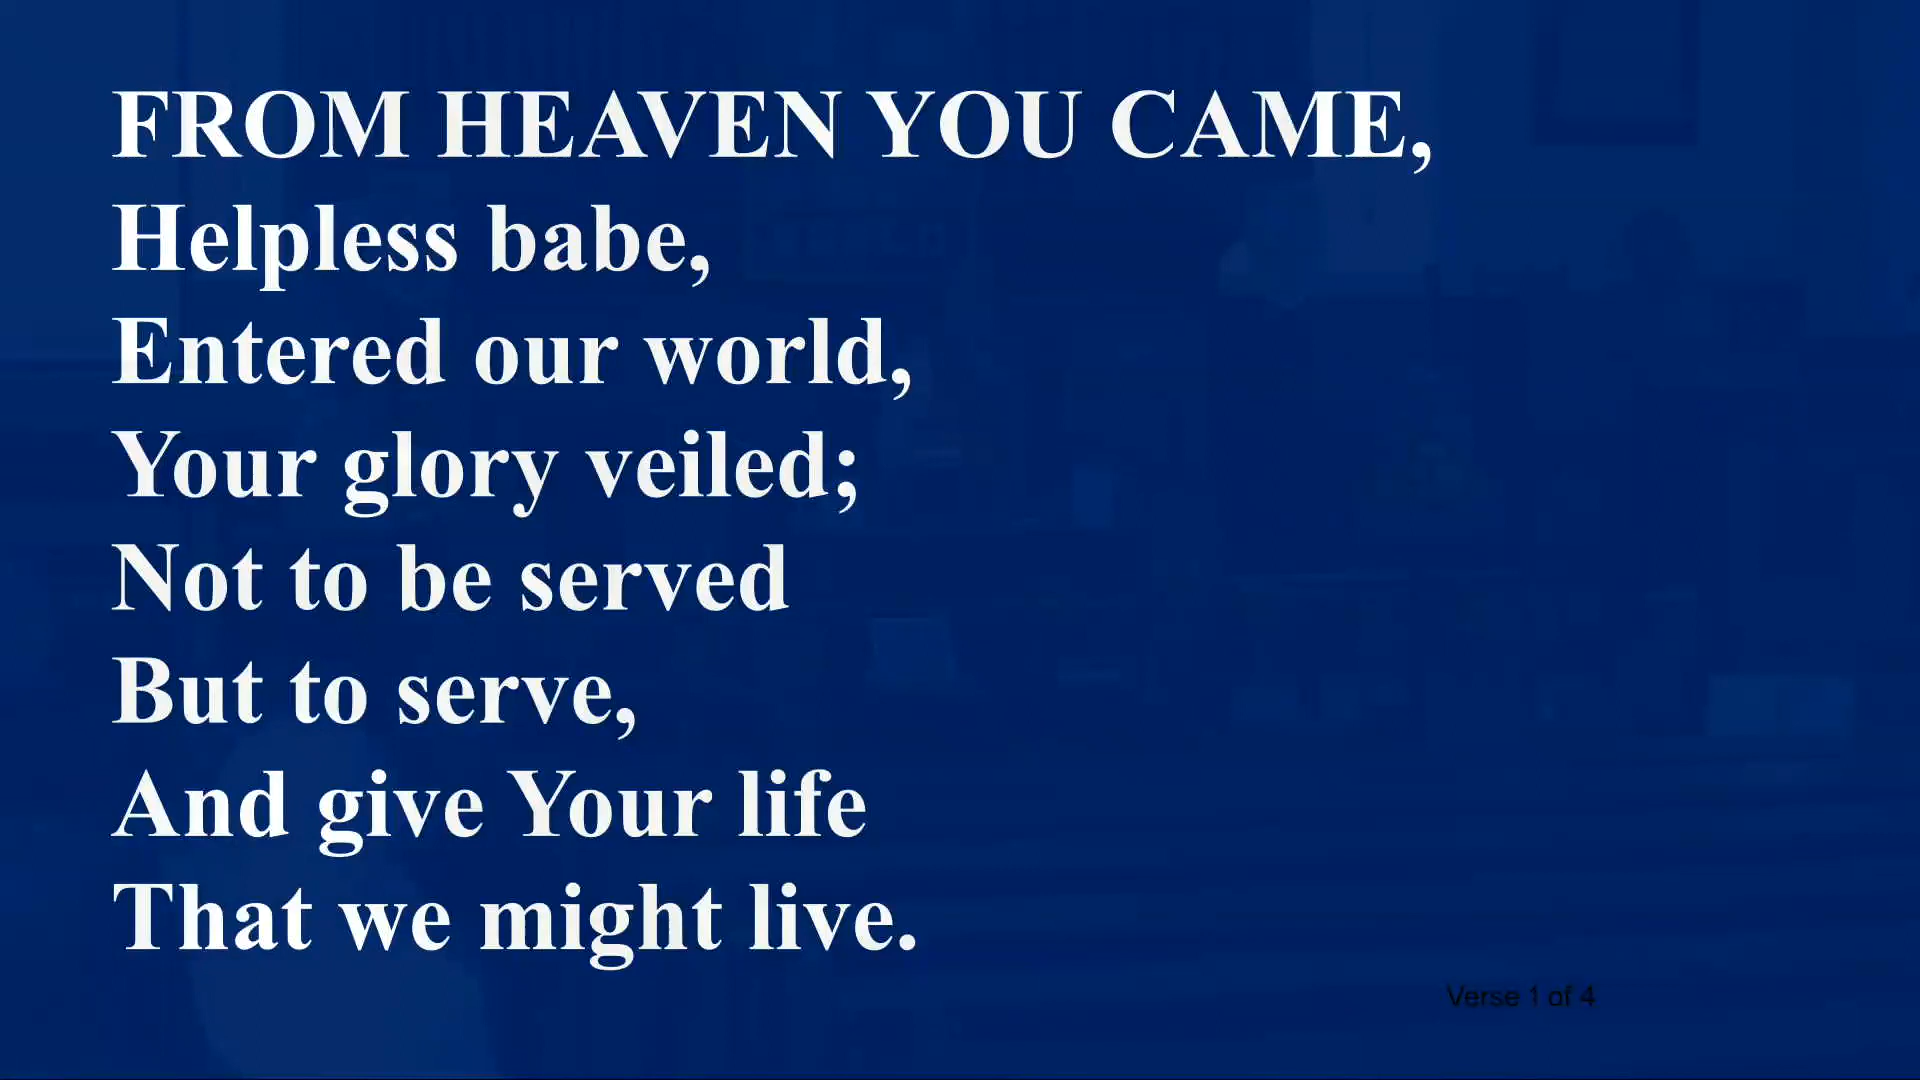 FROM HEAVEN YOU CAME,
Helpless babe,
Entered our world,
Your glory veiled;
Not to be served
But to serve,
And give Your life
That we might live.
Verse 1 of 4